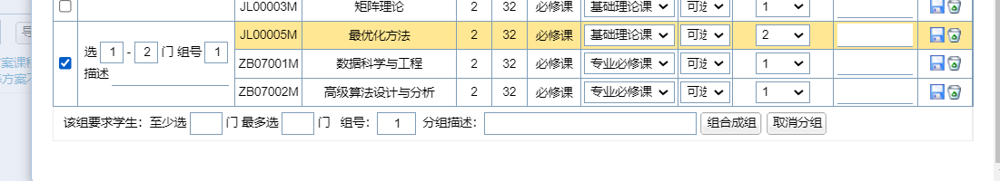 JL00003M 矩阵理论 2 32 必修课 基础理论课 可选 1
导
JL00005M 最优化方法 2 32 必修课 基础理论课 可选 2
选 1 - 2 门 组号 1
描述
ZB07001M 数据科学与工程 2 32 必修课 专业必修课 可选 1
ZB07002M 高级算法设计与分析 2 32 必修课 专业必修课 可选 1
案课程
方案
该组要求学生：至少选 门 最多选 门 组号： 1 分组描述： 组合成组 取消分组